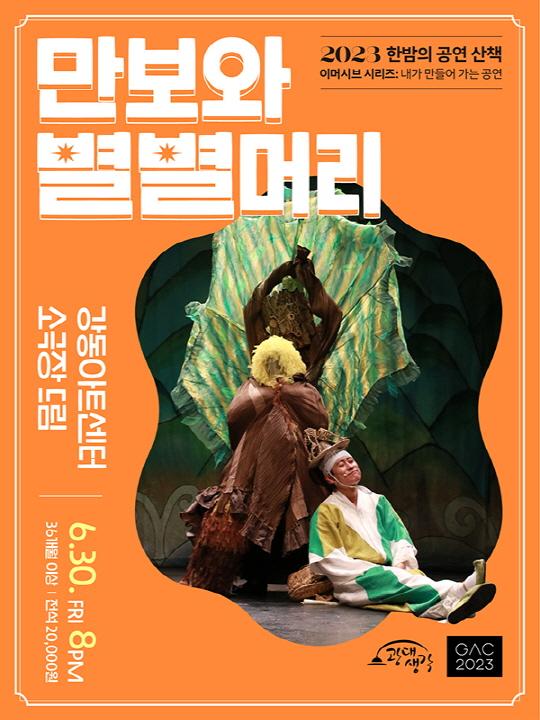 만보와
별별머리
2023 한밤의 공연 산책
이머시브 시리즈: 내가 만들어 가는 공연
강동아트센터
소극장 드림
6.30. FRI 8PM
36개월 이상 | 전석 20,000원
광대생각
GAC
2023